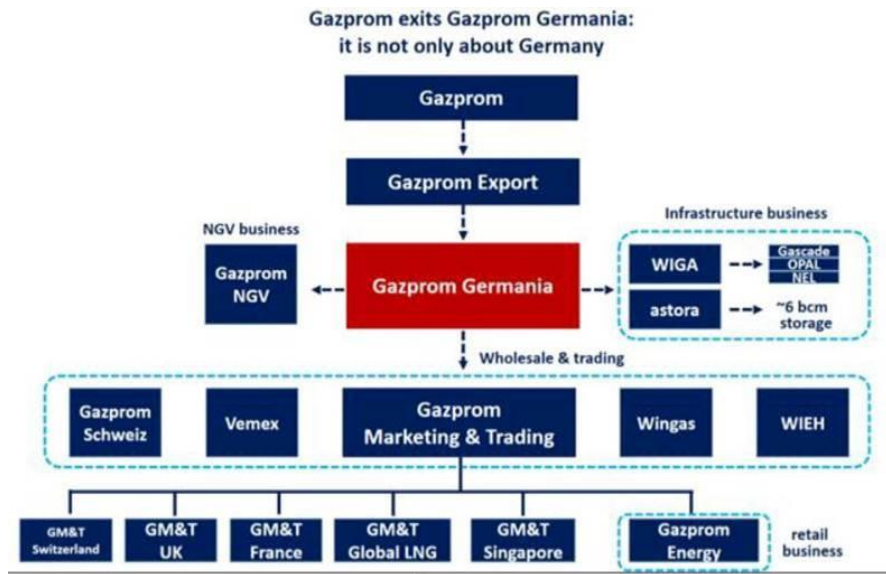 Gazprom exits Gazprom Germania:
it is not only about Germany
Gazprom
Gazprom Export
NGV business
Infrastructure business
Gazprom
NGV
Gazprom Germania
WIGA
Gascade
OPAL
NEL
astora
~6 bcm
storage
Wholesale & trading
Gazprom
Schweiz
Vemex
Gazprom
Marketing & Trading
Wingas
WIEH
GM&T
Switzerland
GM&T
UK
GM&T
France
GM&T
Global LNG
GM&T
Singapore
Gazprom
Energy
retail
business